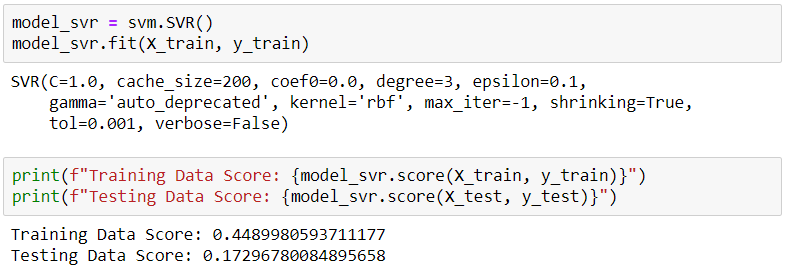 model_svr = svm.SVR()
model_svr.fit(X_train, y_train)
SVR(C=1.0, cache_size=200, coef0=0.0, degree=3, epsilon=0.1,
    gamma='auto_deprecated', kernel='rbf', max_iter=-1, shrinking=True,
    tol=0.001, verbose=False)
print(f"Training Data Score: {model_svr.score(X_train, y_train)}")
print(f"Testing Data Score: {model_svr.score(X_test, y_test)}")
Training Data Score: 0.4489980593711177
Testing Data Score: 0.17296780084895658